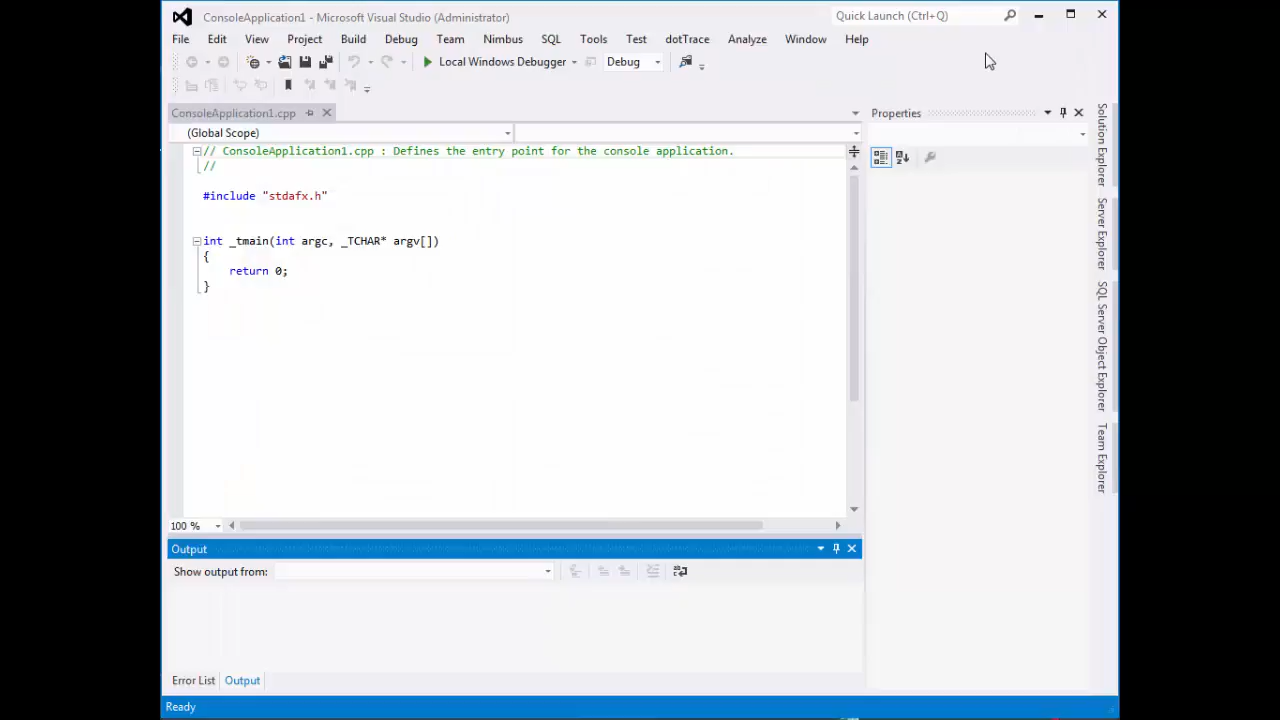 ConsoleApplication1 - Microsoft Visual Studio (Administrator)
Quick Launch (Ctrl+Q)
File Edit View Project Build Debug Team Nimbus SQL Tools Test dotTrace Analyze Window Help
Local Windows Debugger Debug
ConsoleApplication1.cpp
(Global Scope)
// ConsoleApplication1.cpp : Defines the entry point for the console application.
//
#include "stdafx.h"
int _tmain(int argc, _TCHAR* argv[])
{
return 0;
}
100 %
Output
Show output from:
Error List Output
Ready
Properties
Solution Explorer
Server Explorer
SQL Server Object Explorer
Team Explorer